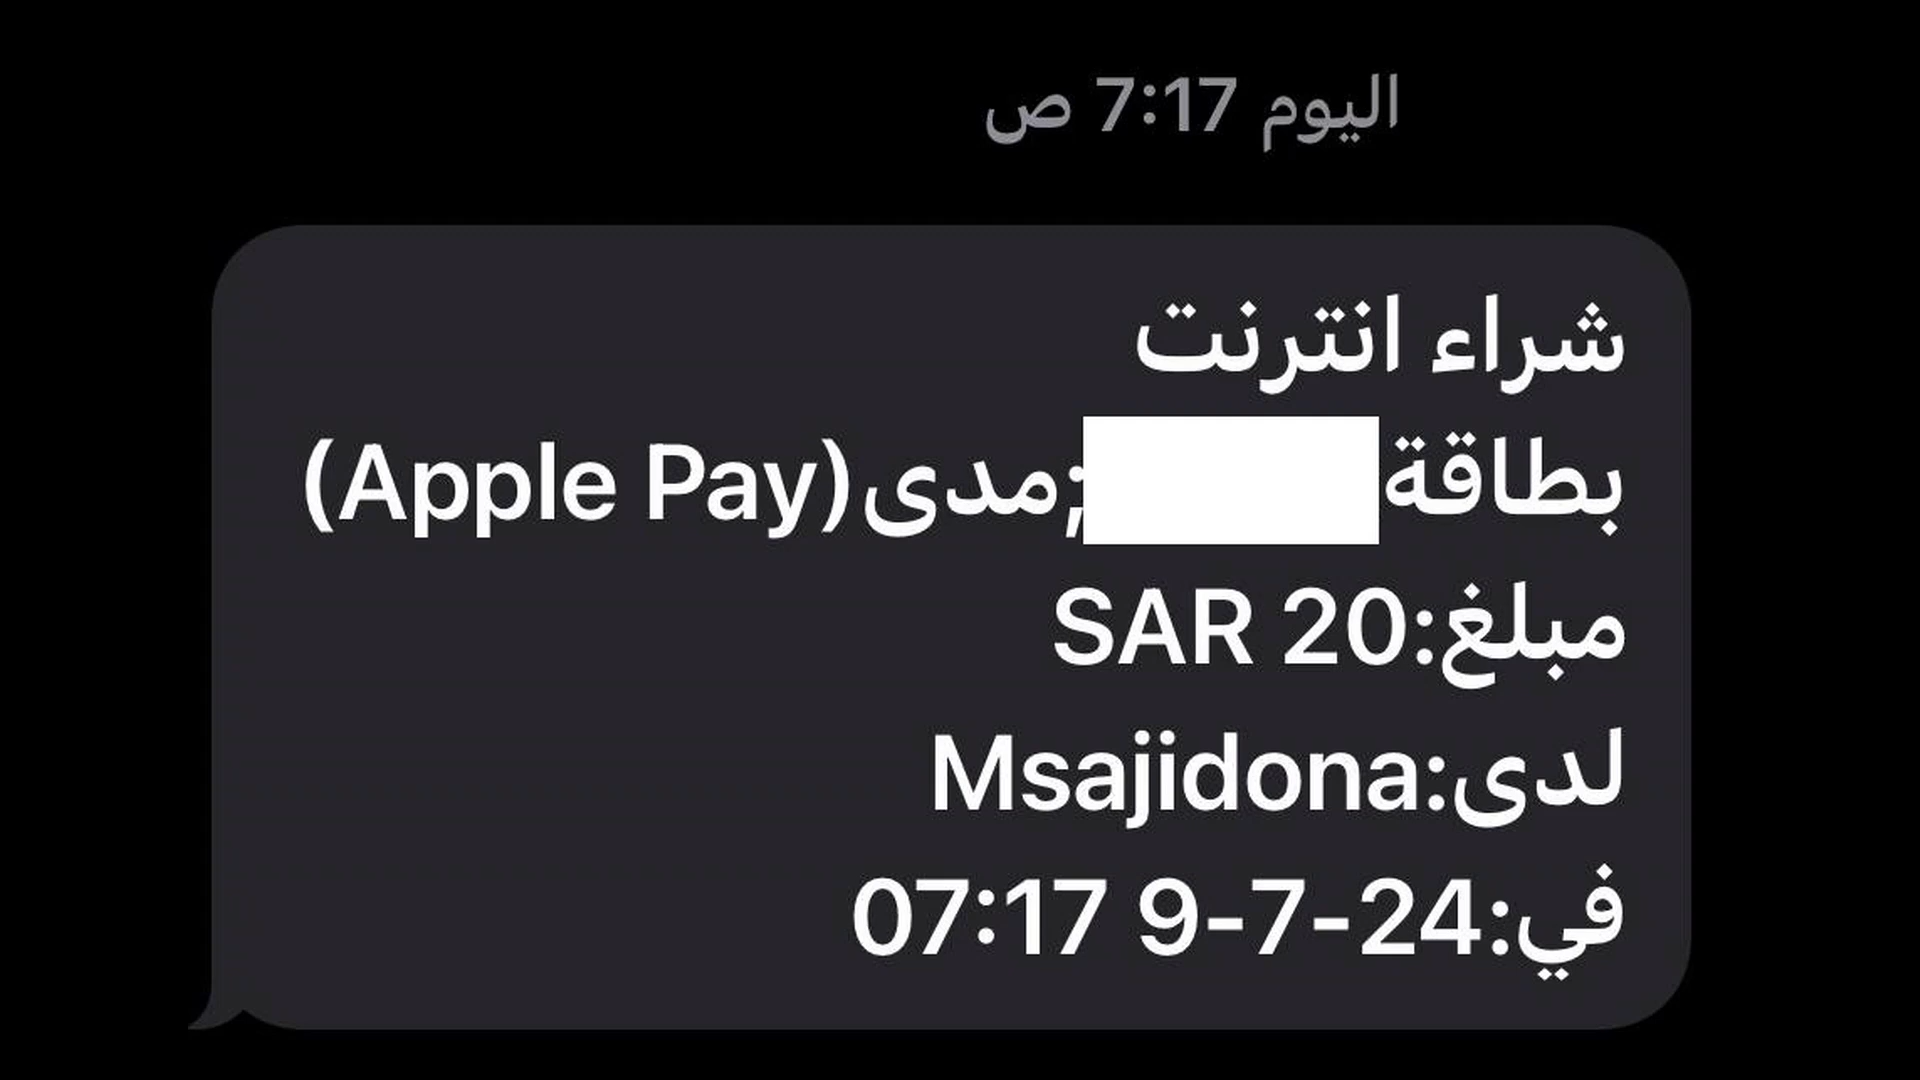 اليوم 7:17 ص
شراء انترنت
بطاقة ;مدى(Apple Pay)
مبلغ:SAR 20
لدى:Msajidona
في:24-7-9 07:17